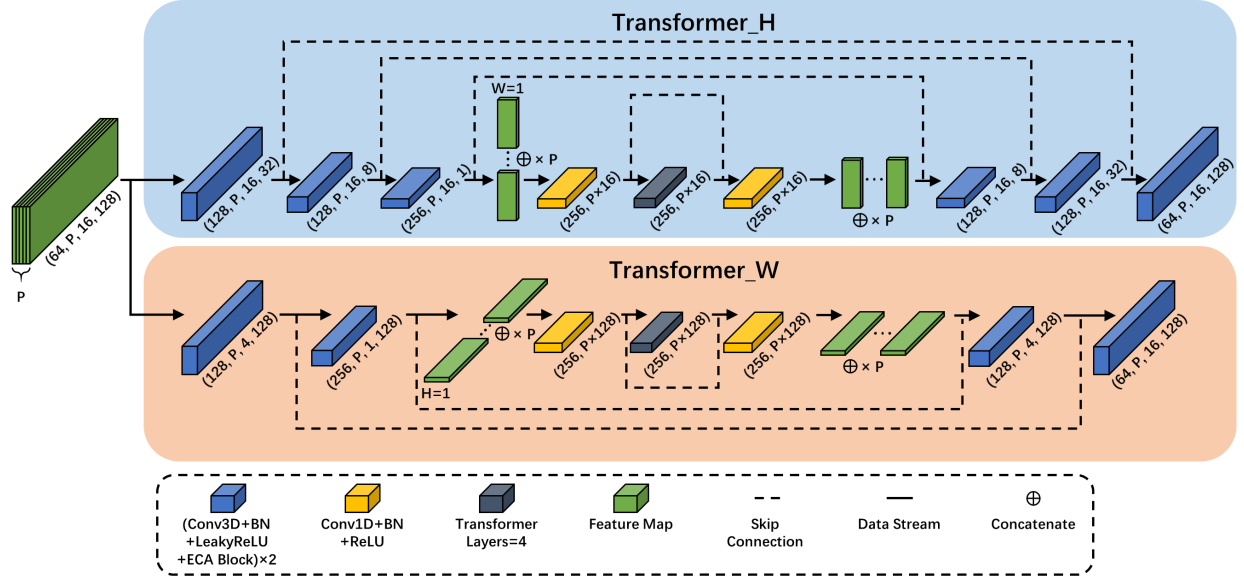 Transformer_H
W=1
⊕ × P
P
(64, P, 16, 128)
(128, P, 16, 32)
(128, P, 16, 8)
(256, P, 16, 1)
(256, P×16)
(256, P×16)
(256, P×16)
⊕ × P
(128, P, 16, 8)
(128, P, 16, 32)
(64, P, 16, 128)
Transformer_W
(128, P, 4, 128)
(256, P, 1, 128)
H=1
⊕ × P
(256, P×128)
(256, P×128)
(256, P×128)
⊕ × P
(128, P, 4, 128)
(64, P, 16, 128)
(Conv3D+BN
+LeakyReLU
+ECA Block)×2
Conv1D+BN
+ReLU
Transformer
Layers=4
Feature Map
Skip
Connection
Data Stream
⊕
Concatenate